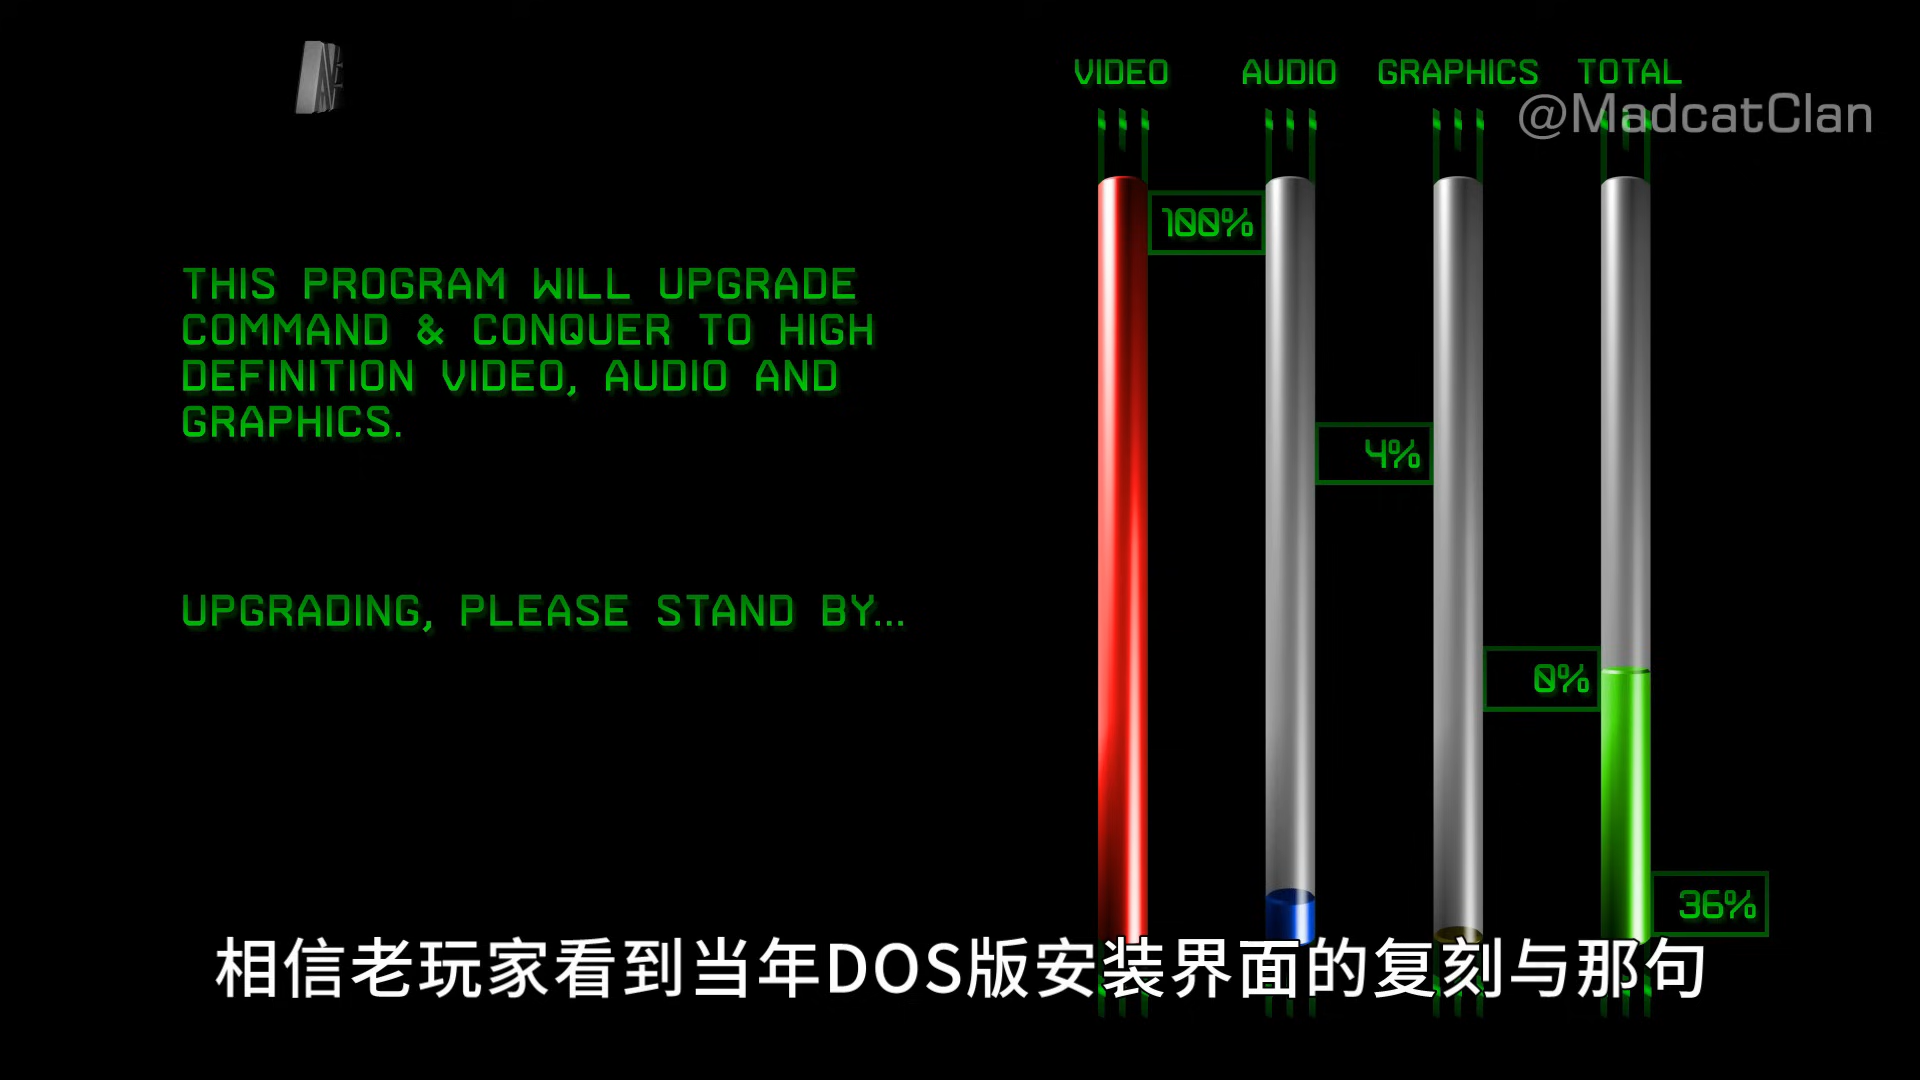 VIDEO AUDIO GRAPHICS TOTAL
@MadcatClan
100%
THIS PROGRAM WILL UPGRADE
COMMAND & CONQUER TO HIGH
DEFINITION VIDEO, AUDIO AND
GRAPHICS.
4%
UPGRADING, PLEASE STAND BY...
0%
36%
相信老玩家看到当年DOS版安装界面的复刻与那句